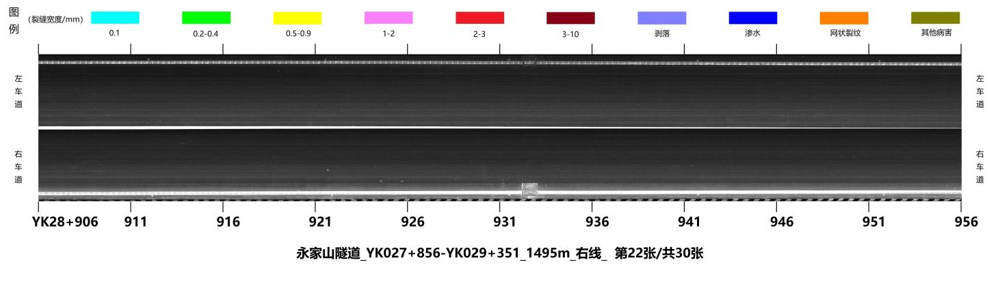 图例
(裂缝宽度/mm)
0.1 0.2-0.4 0.5-0.9 1-2 2-3 3-10 剥落 渗水 网状裂纹 其他病害
左车道 左车道
右车道 右车道
YK28+906 911 916 921 926 931 936 941 946 951 956
永家山隧道_YK027+856-YK029+351_1495m_右线_ 第22张/共30张